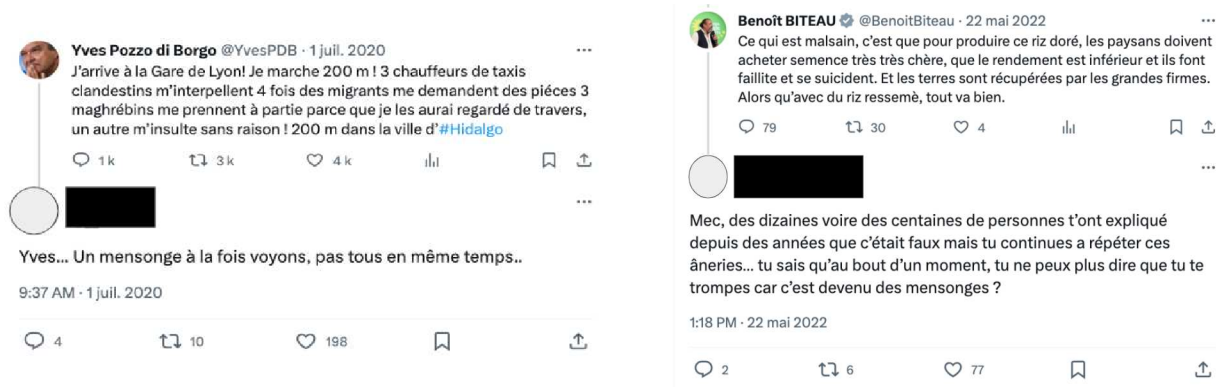 Yves Pozzo di Borgo @YvesPDB · 1 juil. 2020
J'arrive à la Gare de Lyon! Je marche 200 m ! 3 chauffeurs de taxis
clandestins m'interpellent 4 fois des migrants me demandent des piéces 3
maghrébins me prennent à partie parce que je les aurai regardé de travers,
un autre m'insulte sans raison ! 200 m dans la ville d'#Hidalgo
1 k 3 k 4 k
Yves... Un mensonge à la fois voyons, pas tous en même temps..
9:37 AM · 1 juil. 2020
4 10 198
Benoît BITEAU @BenoitBiteau · 22 mai 2022
Ce qui est malsain, c'est que pour produire ce riz doré, les paysans doivent
acheter semence très très chère, que le rendement est inférieur et ils font
faillite et se suicident. Et les terres sont récupérées par les grandes firmes.
Alors qu'avec du riz ressemè, tout va bien.
79 30 4
Mec, des dizaines voire des centaines de personnes t'ont expliqué
depuis des années que c'était faux mais tu continues a répéter ces
âneries... tu sais qu'au bout d'un moment, tu ne peux plus dire que tu te
trompes car c'est devenu des mensonges ?
1:18 PM · 22 mai 2022
2 6 77